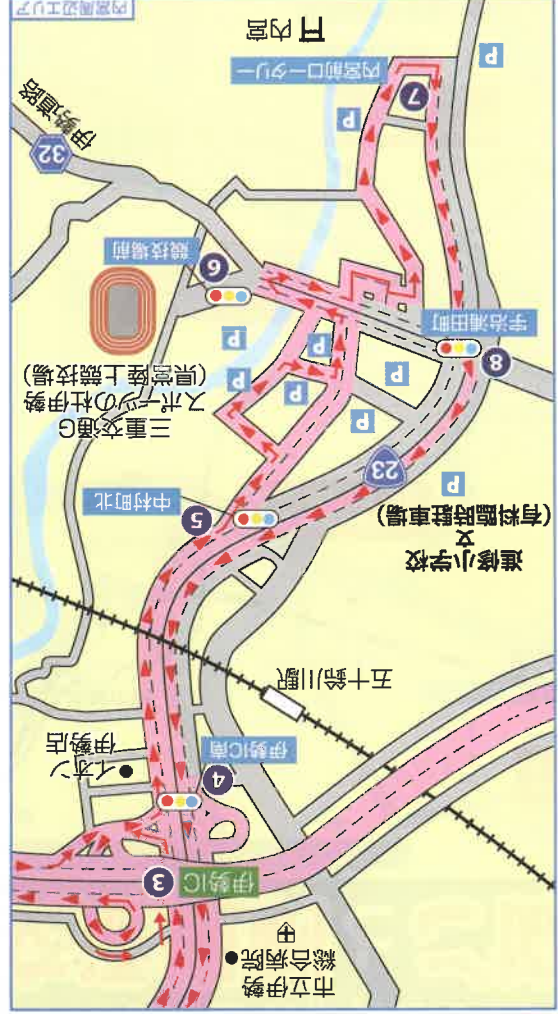 市立伊勢
総合病院
伊勢IC
3
4
伊勢IC南
イオン
伊勢店
五十鈴川駅
進修小学校
文
(有料臨時駐車場)
P
5
中村町北
23
P
P
P
P
P
P
三重交通G
スポーツの杜伊勢
(県営陸上競技場)
8
宇治浦田町
6
競技場前
32
伊勢道路
P
7
内宮前ロータリー
P
内宮
内宮周辺エリア